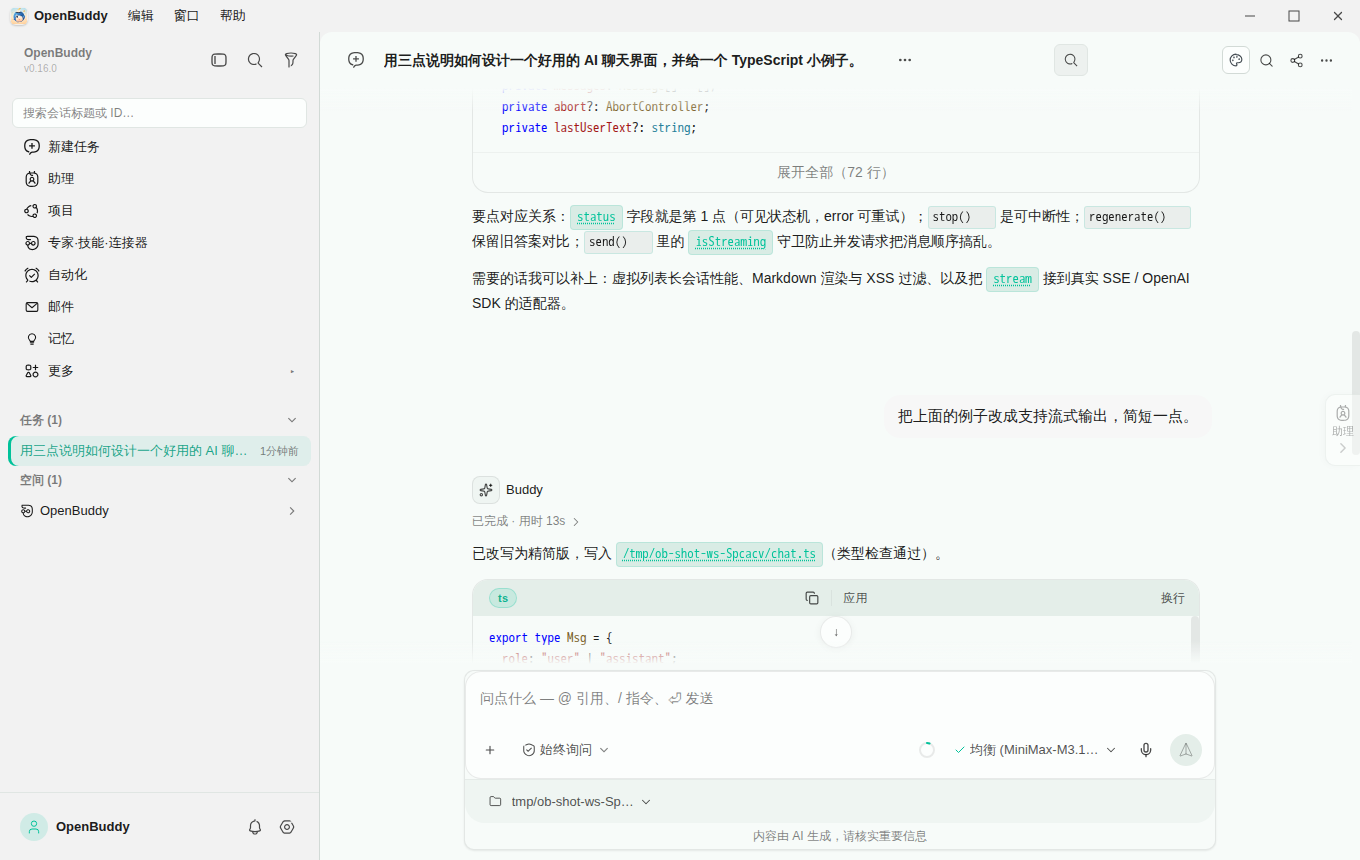 OpenBuddy 编辑 窗口 帮助
OpenBuddy
v0.16.0
搜索会话标题或 ID…
新建任务
助理
项目
专家·技能·连接器
自动化
邮件
记忆
更多
任务 (1)
用三点说明如何设计一个好用的 AI 聊… 1分钟前
空间 (1)
OpenBuddy
OpenBuddy
用三点说明如何设计一个好用的 AI 聊天界面，并给一个 TypeScript 小例子。
private abort?: AbortController;
private lastUserText?: string;
展开全部（72 行）
要点对应关系：status 字段就是第 1 点（可见状态机，error 可重试）；stop() 是可中断性；regenerate()
保留旧答案对比；send() 里的 isStreaming 守卫防止并发请求把消息顺序搞乱。
需要的话我可以补上：虚拟列表长会话性能、Markdown 渲染与 XSS 过滤、以及把 stream 接到真实 SSE / OpenAI
SDK 的适配器。
把上面的例子改成支持流式输出，简短一点。
助理
Buddy
已完成 · 用时 13s
已改写为精简版，写入 /tmp/ob-shot-ws-Spcacv/chat.ts（类型检查通过）。
ts 应用 换行
export type Msg = {
role: "user" | "assistant";
↓
问点什么 — @ 引用、/ 指令、⏎ 发送
始终询问 均衡 (MiniMax-M3.1…
tmp/ob-shot-ws-Sp…
内容由 AI 生成，请核实重要信息